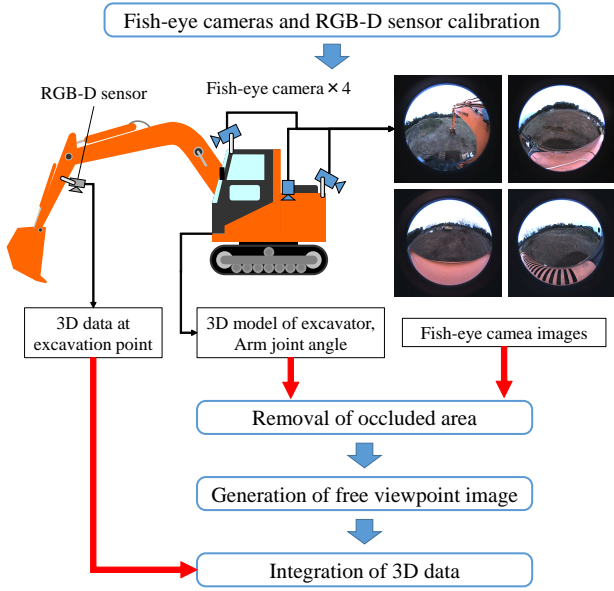 Fish-eye cameras and RGB-D sensor calibration
RGB-D sensor
Fish-eye camera × 4
3D data at
excavation point
3D model of excavator,
Arm joint angle
Fish-eye camea images
Removal of occluded area
Generation of free viewpoint image
Integration of 3D data